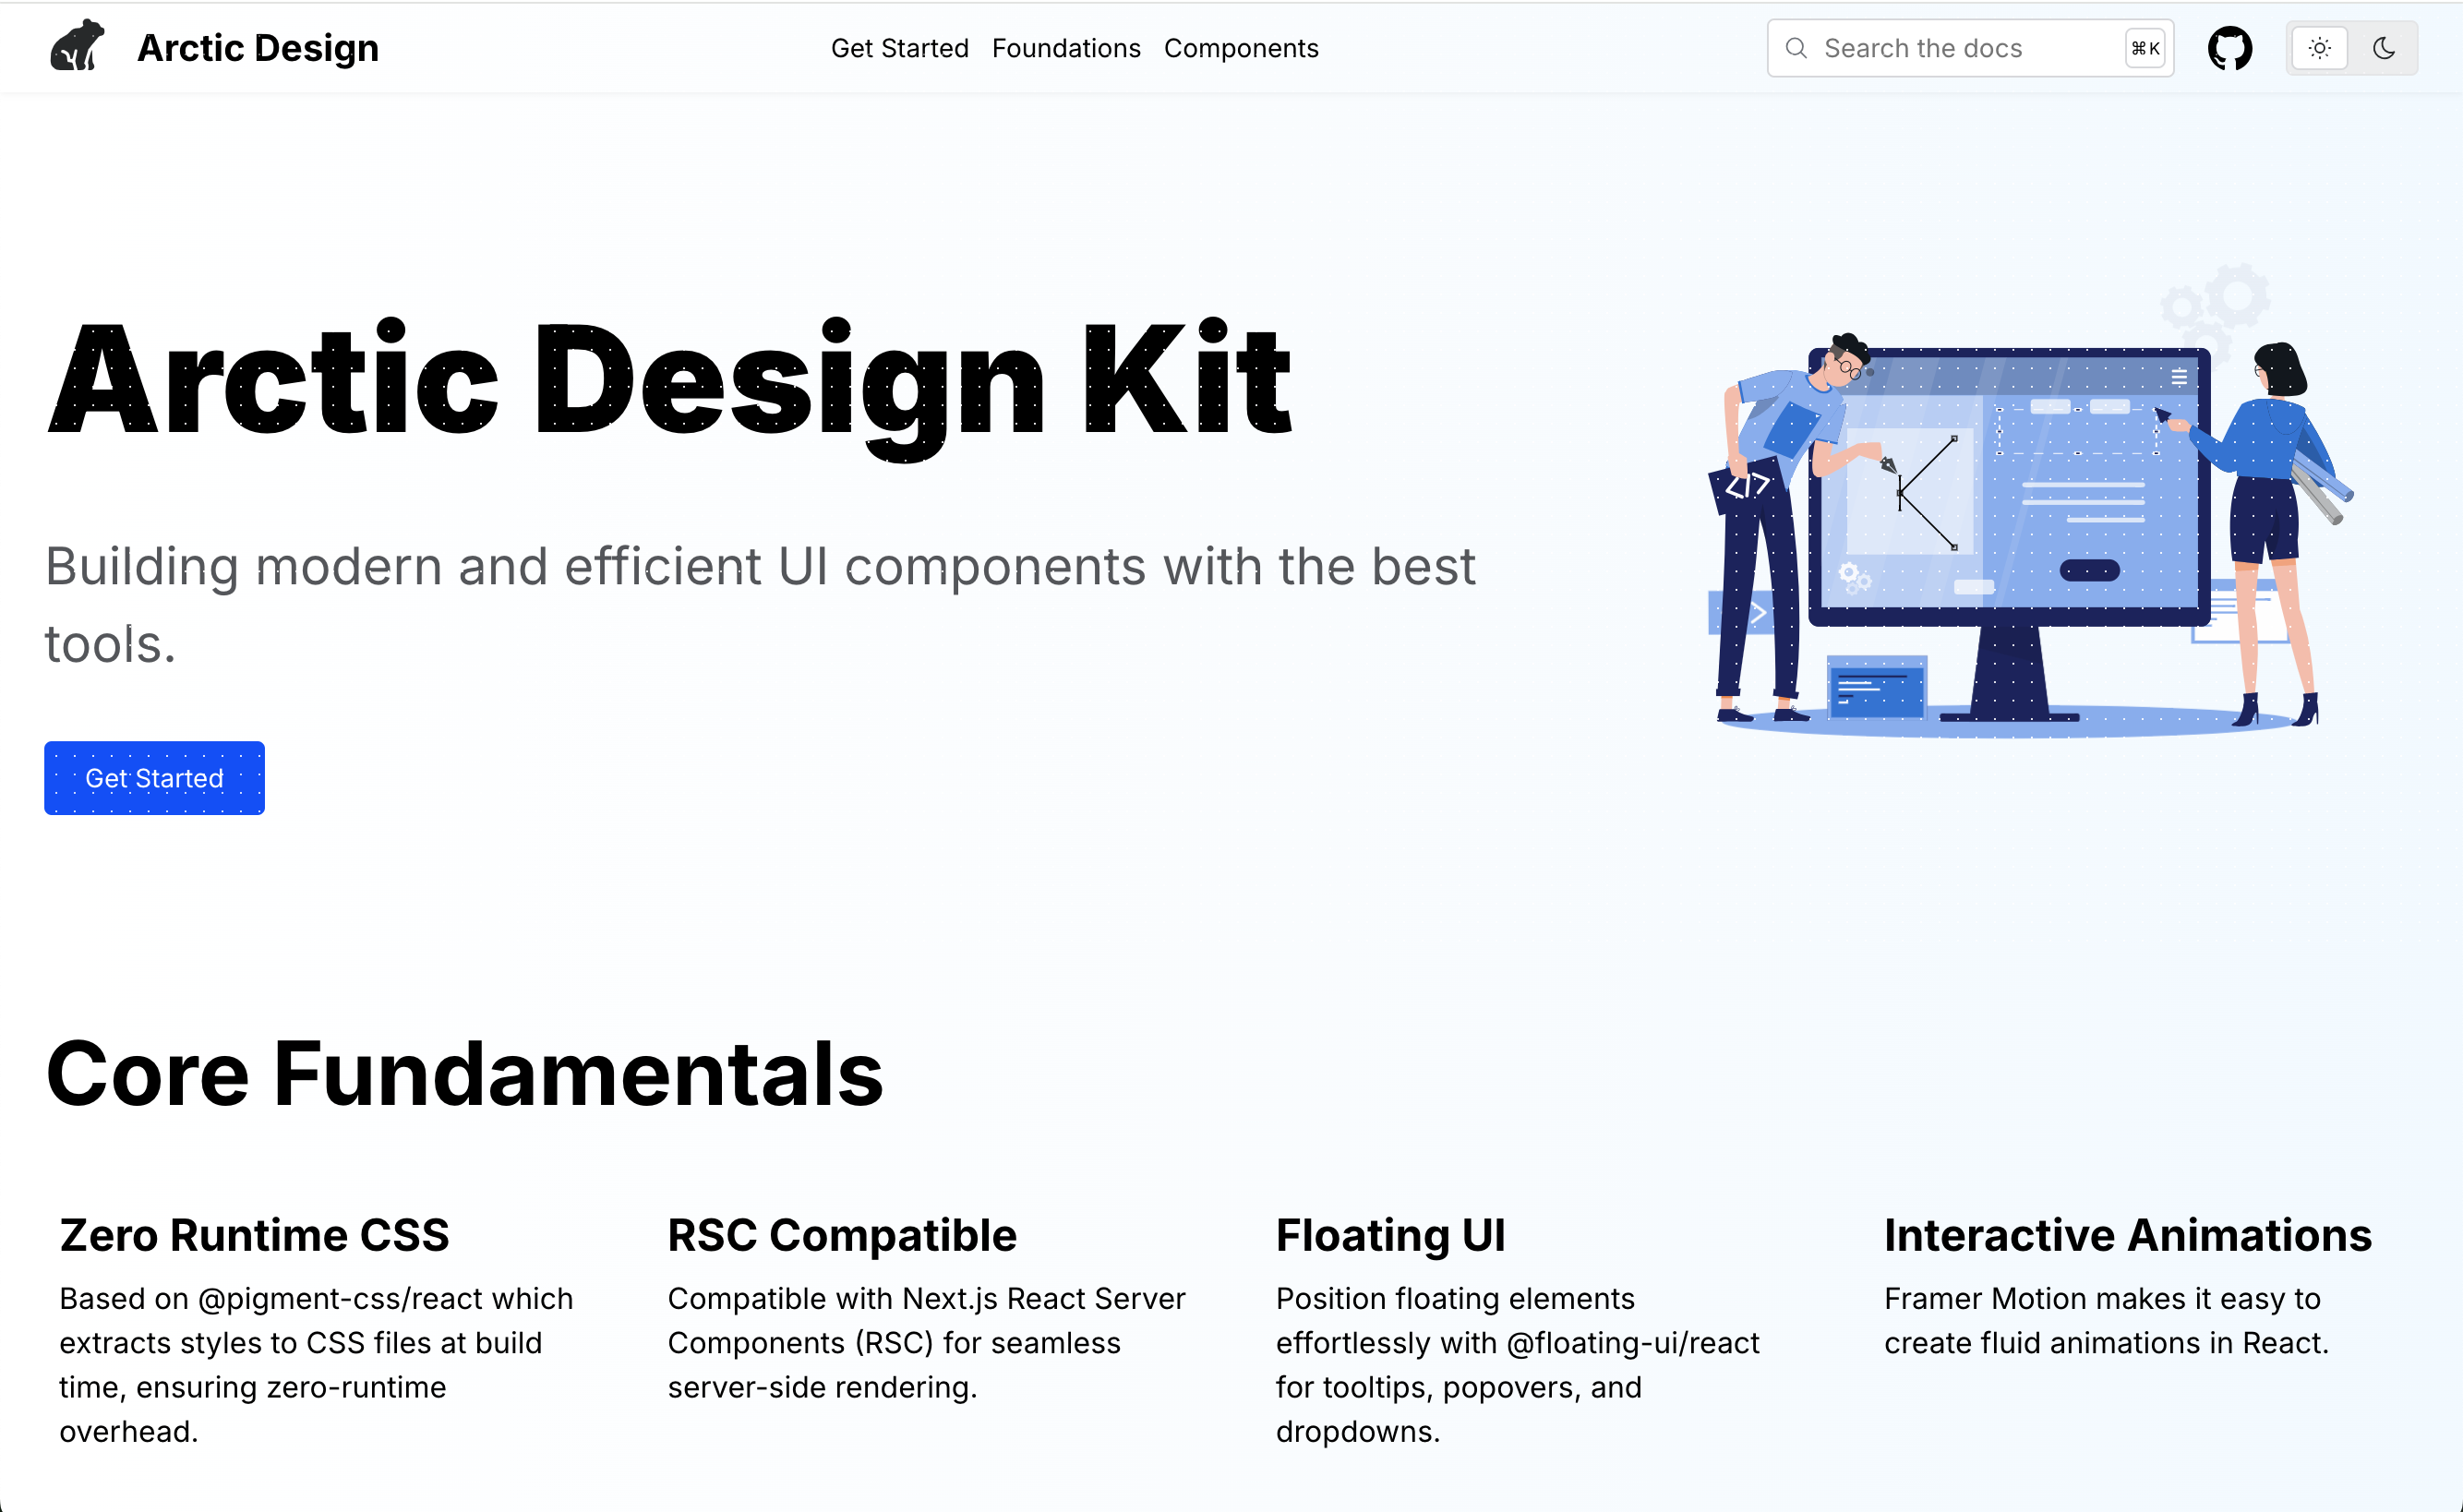 Arctic Design
Get Started Foundations Components
Search the docs ⌘K
Arctic Design Kit
Building modern and efficient UI components with the best
tools.
</>
>
Get Started
Core Fundamentals
Zero Runtime CSS
Based on @pigment-css/react which
extracts styles to CSS files at build
time, ensuring zero-runtime
overhead.
RSC Compatible
Compatible with Next.js React Server
Components (RSC) for seamless
server-side rendering.
Floating UI
Position floating elements
effortlessly with @floating-ui/react
for tooltips, popovers, and
dropdowns.
Interactive Animations
Framer Motion makes it easy to
create fluid animations in React.